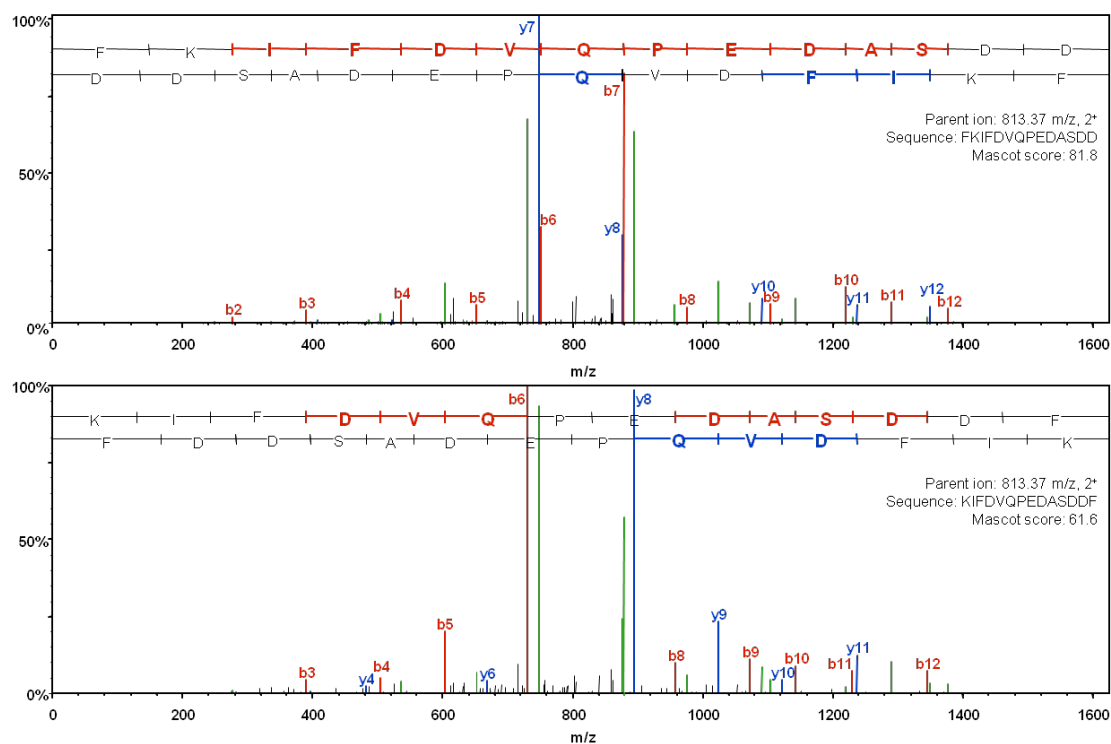 100%
y7
F K I F D V Q P E D A S D D
D D S A D E P Q V D F I K F
b7
Parent ion: 813.37 m/z, 2+
Sequence: FKIFDVQPEDASDD
Mascot score: 81.8
50%
b6
y8
b2 b3 b4 b5 b8 y10 b9 b10 y11 b11 y12 b12
0%
0 200 400 600 800 1000 1200 1400 1600
m/z
100%
b6 y8
K I F D V Q P E D A S D D F
F D D S A D E P Q V D F I K
Parent ion: 813.37 m/z, 2+
Sequence: KIFDVQPEDASDDF
Mascot score: 61.6
50%
y9
b5
b3 y4 b4 y6 b8 b9 y10 b10 b11 y11 b12
0%
0 200 400 600 800 1000 1200 1400 1600
m/z